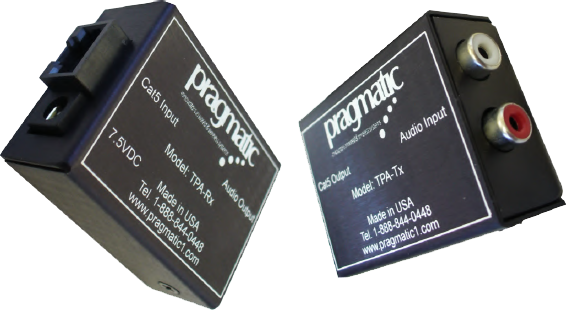 pragmatic
Cat5 Input
7.5VDC
Model: TPA-Rx
Audio Output
Made in USA
Tel. 1-888-844-0448
www.pragmatic1.com
pragmatic
Audio Input
Cat5 Output
Model: TPA-Tx
Made in USA
Tel. 1-888-844-0448
www.pragmatic1.com